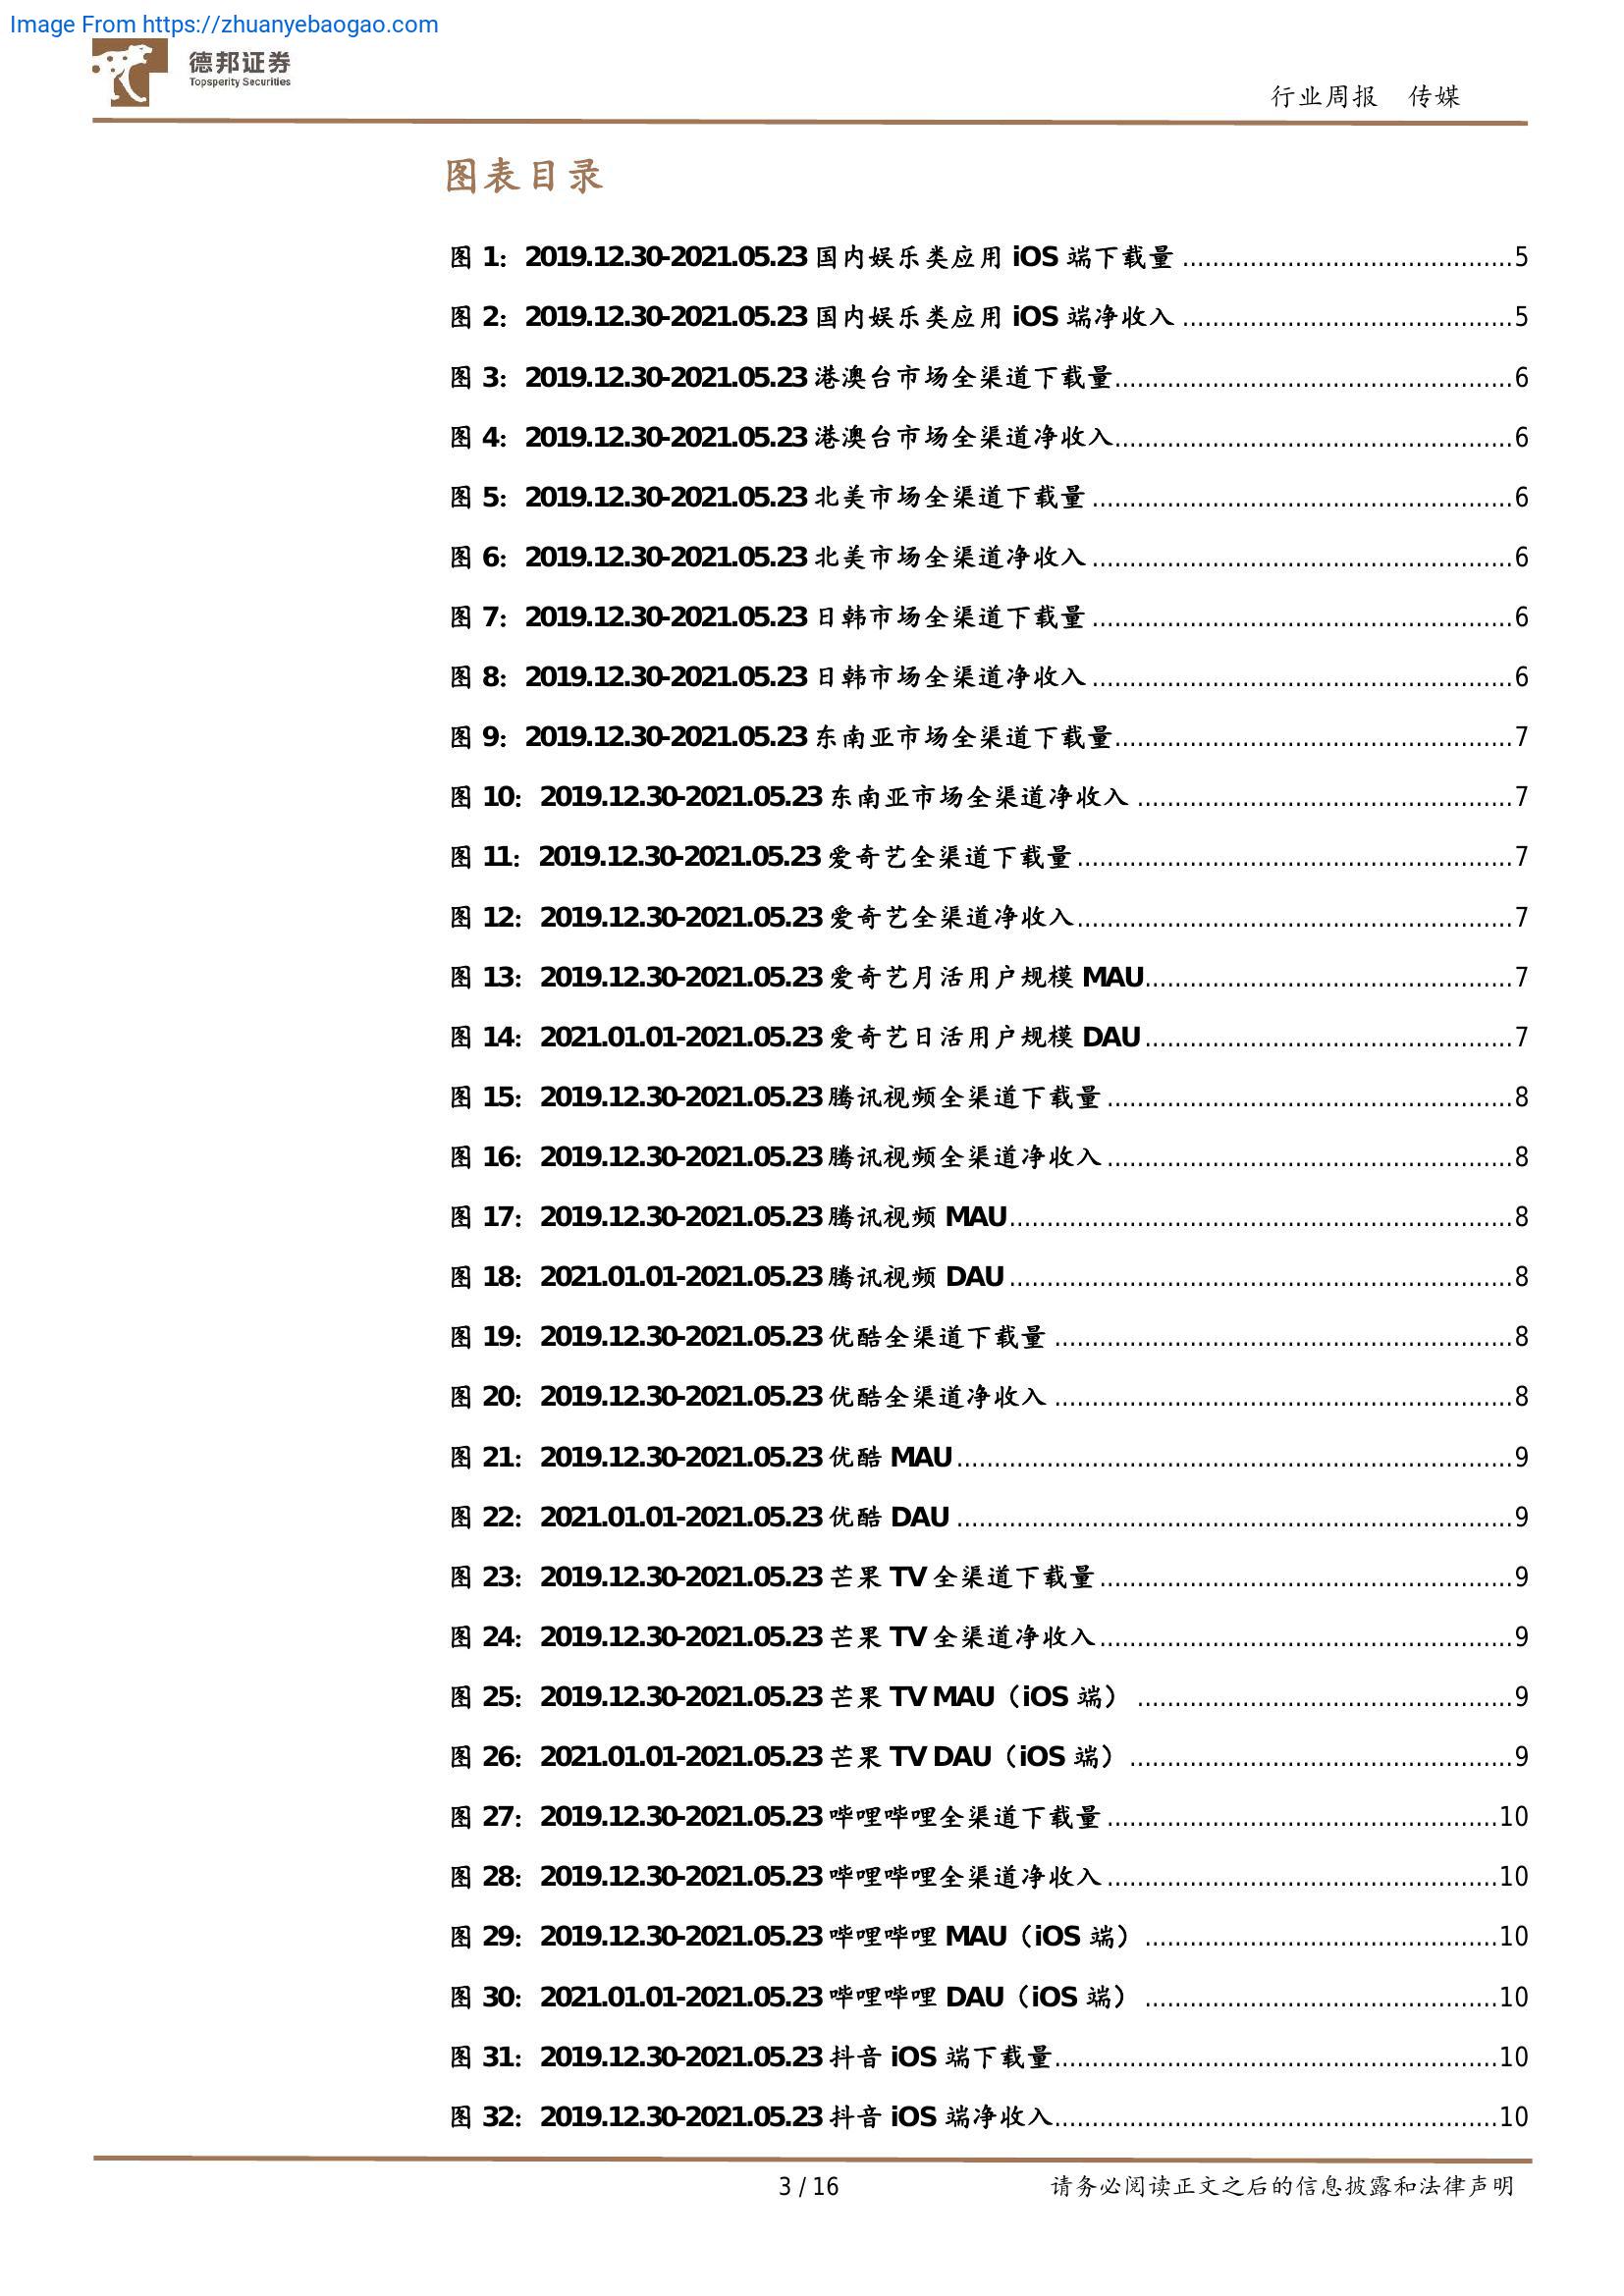 Image From https://zhuanyebaogao.com
德邦证券
Topsperity Securities
行业周报 传媒
图表目录
图 1：2019.12.30-2021.05.23 国内娱乐类应用 iOS 端下载量 ............................................5
图 2：2019.12.30-2021.05.23 国内娱乐类应用 iOS 端净收入 ............................................5
图 3：2019.12.30-2021.05.23 港澳台市场全渠道下载量.....................................................6
图 4：2019.12.30-2021.05.23 港澳台市场全渠道净收入.....................................................6
图 5：2019.12.30-2021.05.23 北美市场全渠道下载量 ........................................................6
图 6：2019.12.30-2021.05.23 北美市场全渠道净收入 ........................................................6
图 7：2019.12.30-2021.05.23 日韩市场全渠道下载量 ........................................................6
图 8：2019.12.30-2021.05.23 日韩市场全渠道净收入 ........................................................6
图 9：2019.12.30-2021.05.23 东南亚市场全渠道下载量.....................................................7
图 10：2019.12.30-2021.05.23 东南亚市场全渠道净收入 ..................................................7
图 11：2019.12.30-2021.05.23 爱奇艺全渠道下载量..........................................................7
图 12：2019.12.30-2021.05.23 爱奇艺全渠道净收入..........................................................7
图 13：2019.12.30-2021.05.23 爱奇艺月活用户规模 MAU.................................................7
图 14：2021.01.01-2021.05.23 爱奇艺日活用户规模 DAU.................................................7
图 15：2019.12.30-2021.05.23 腾讯视频全渠道下载量 ......................................................8
图 16：2019.12.30-2021.05.23 腾讯视频全渠道净收入 ......................................................8
图 17：2019.12.30-2021.05.23 腾讯视频 MAU...................................................................8
图 18：2021.01.01-2021.05.23 腾讯视频 DAU ...................................................................8
图 19：2019.12.30-2021.05.23 优酷全渠道下载量 .............................................................8
图 20：2019.12.30-2021.05.23 优酷全渠道净收入 .............................................................8
图 21：2019.12.30-2021.05.23 优酷 MAU..........................................................................9
图 22：2021.01.01-2021.05.23 优酷 DAU ..........................................................................9
图 23：2019.12.30-2021.05.23 芒果 TV 全渠道下载量.......................................................9
图 24：2019.12.30-2021.05.23 芒果 TV 全渠道净收入.......................................................9
图 25：2019.12.30-2021.05.23 芒果 TV MAU（iOS 端） ..................................................9
图 26：2021.01.01-2021.05.23 芒果 TV DAU（iOS 端） ...................................................9
图 27：2019.12.30-2021.05.23 哔哩哔哩全渠道下载量 ....................................................10
图 28：2019.12.30-2021.05.23 哔哩哔哩全渠道净收入 ....................................................10
图 29：2019.12.30-2021.05.23 哔哩哔哩 MAU（iOS 端） ...............................................10
图 30：2021.01.01-2021.05.23 哔哩哔哩 DAU（iOS 端） ...............................................10
图 31：2019.12.30-2021.05.23 抖音 iOS 端下载量...........................................................10
图 32：2019.12.30-2021.05.23 抖音 iOS 端净收入...........................................................10
3 / 16 请务必阅读正文之后的信息披露和法律声明